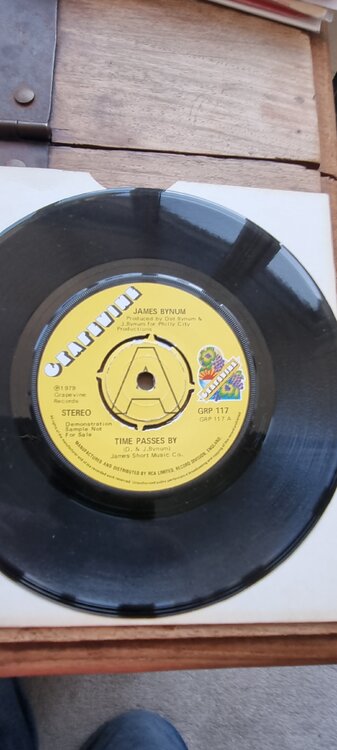 GRAPEVINE
JAMES BYNUM
Produced by Don Bynum &
J.Bynum for Philly City
Productions
℗1979
Grapevine
Records
STEREO
Demonstration
Sample Not
For Sale
A
GRAPEVINE
GRP 117
GRP 117 A
TIME PASSES BY
(D. & J.Bynum)
James Short Music Co.
MANUFACTURED AND DISTRIBUTED BY RCA LIMITED, RECORD DIVISION, ENGLAND.